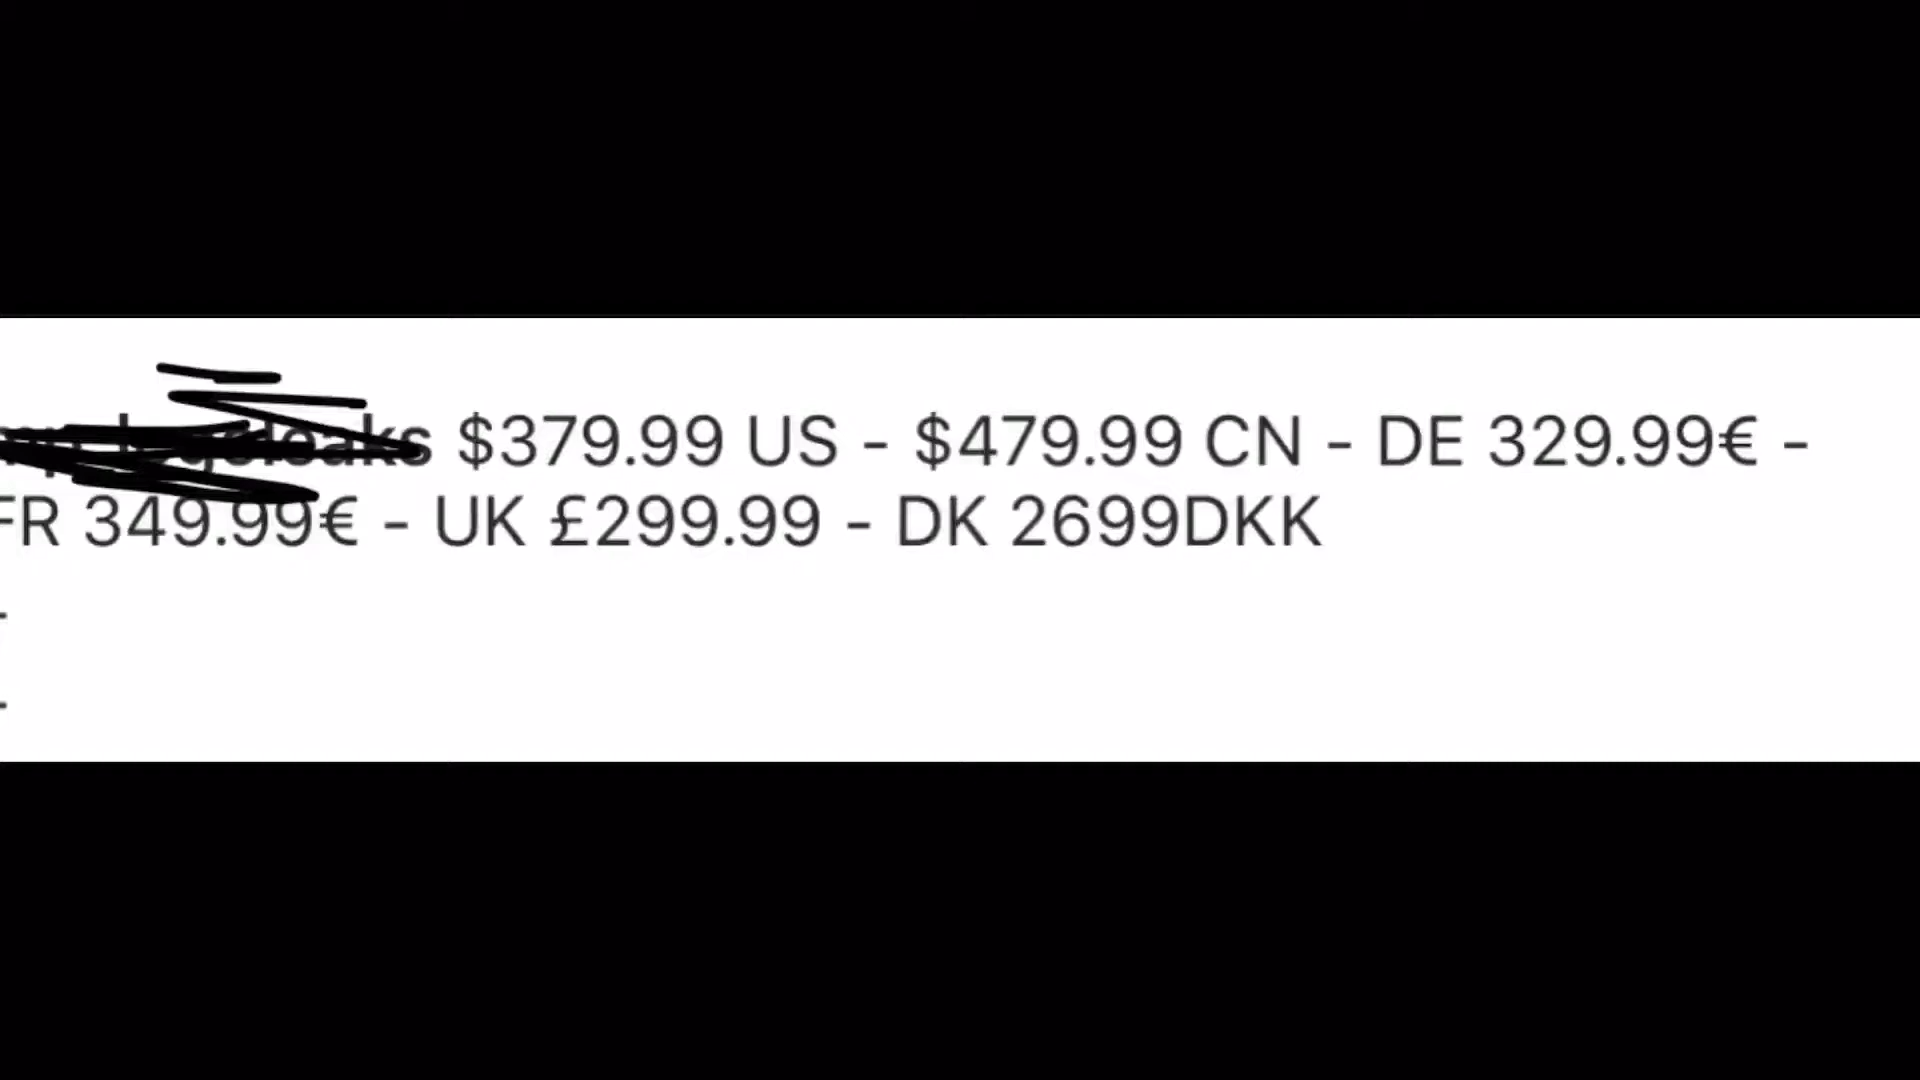 $379.99 US - $479.99 CN - DE 329.99€ -
FR 349.99€ - UK £299.99 - DK 2699DKK